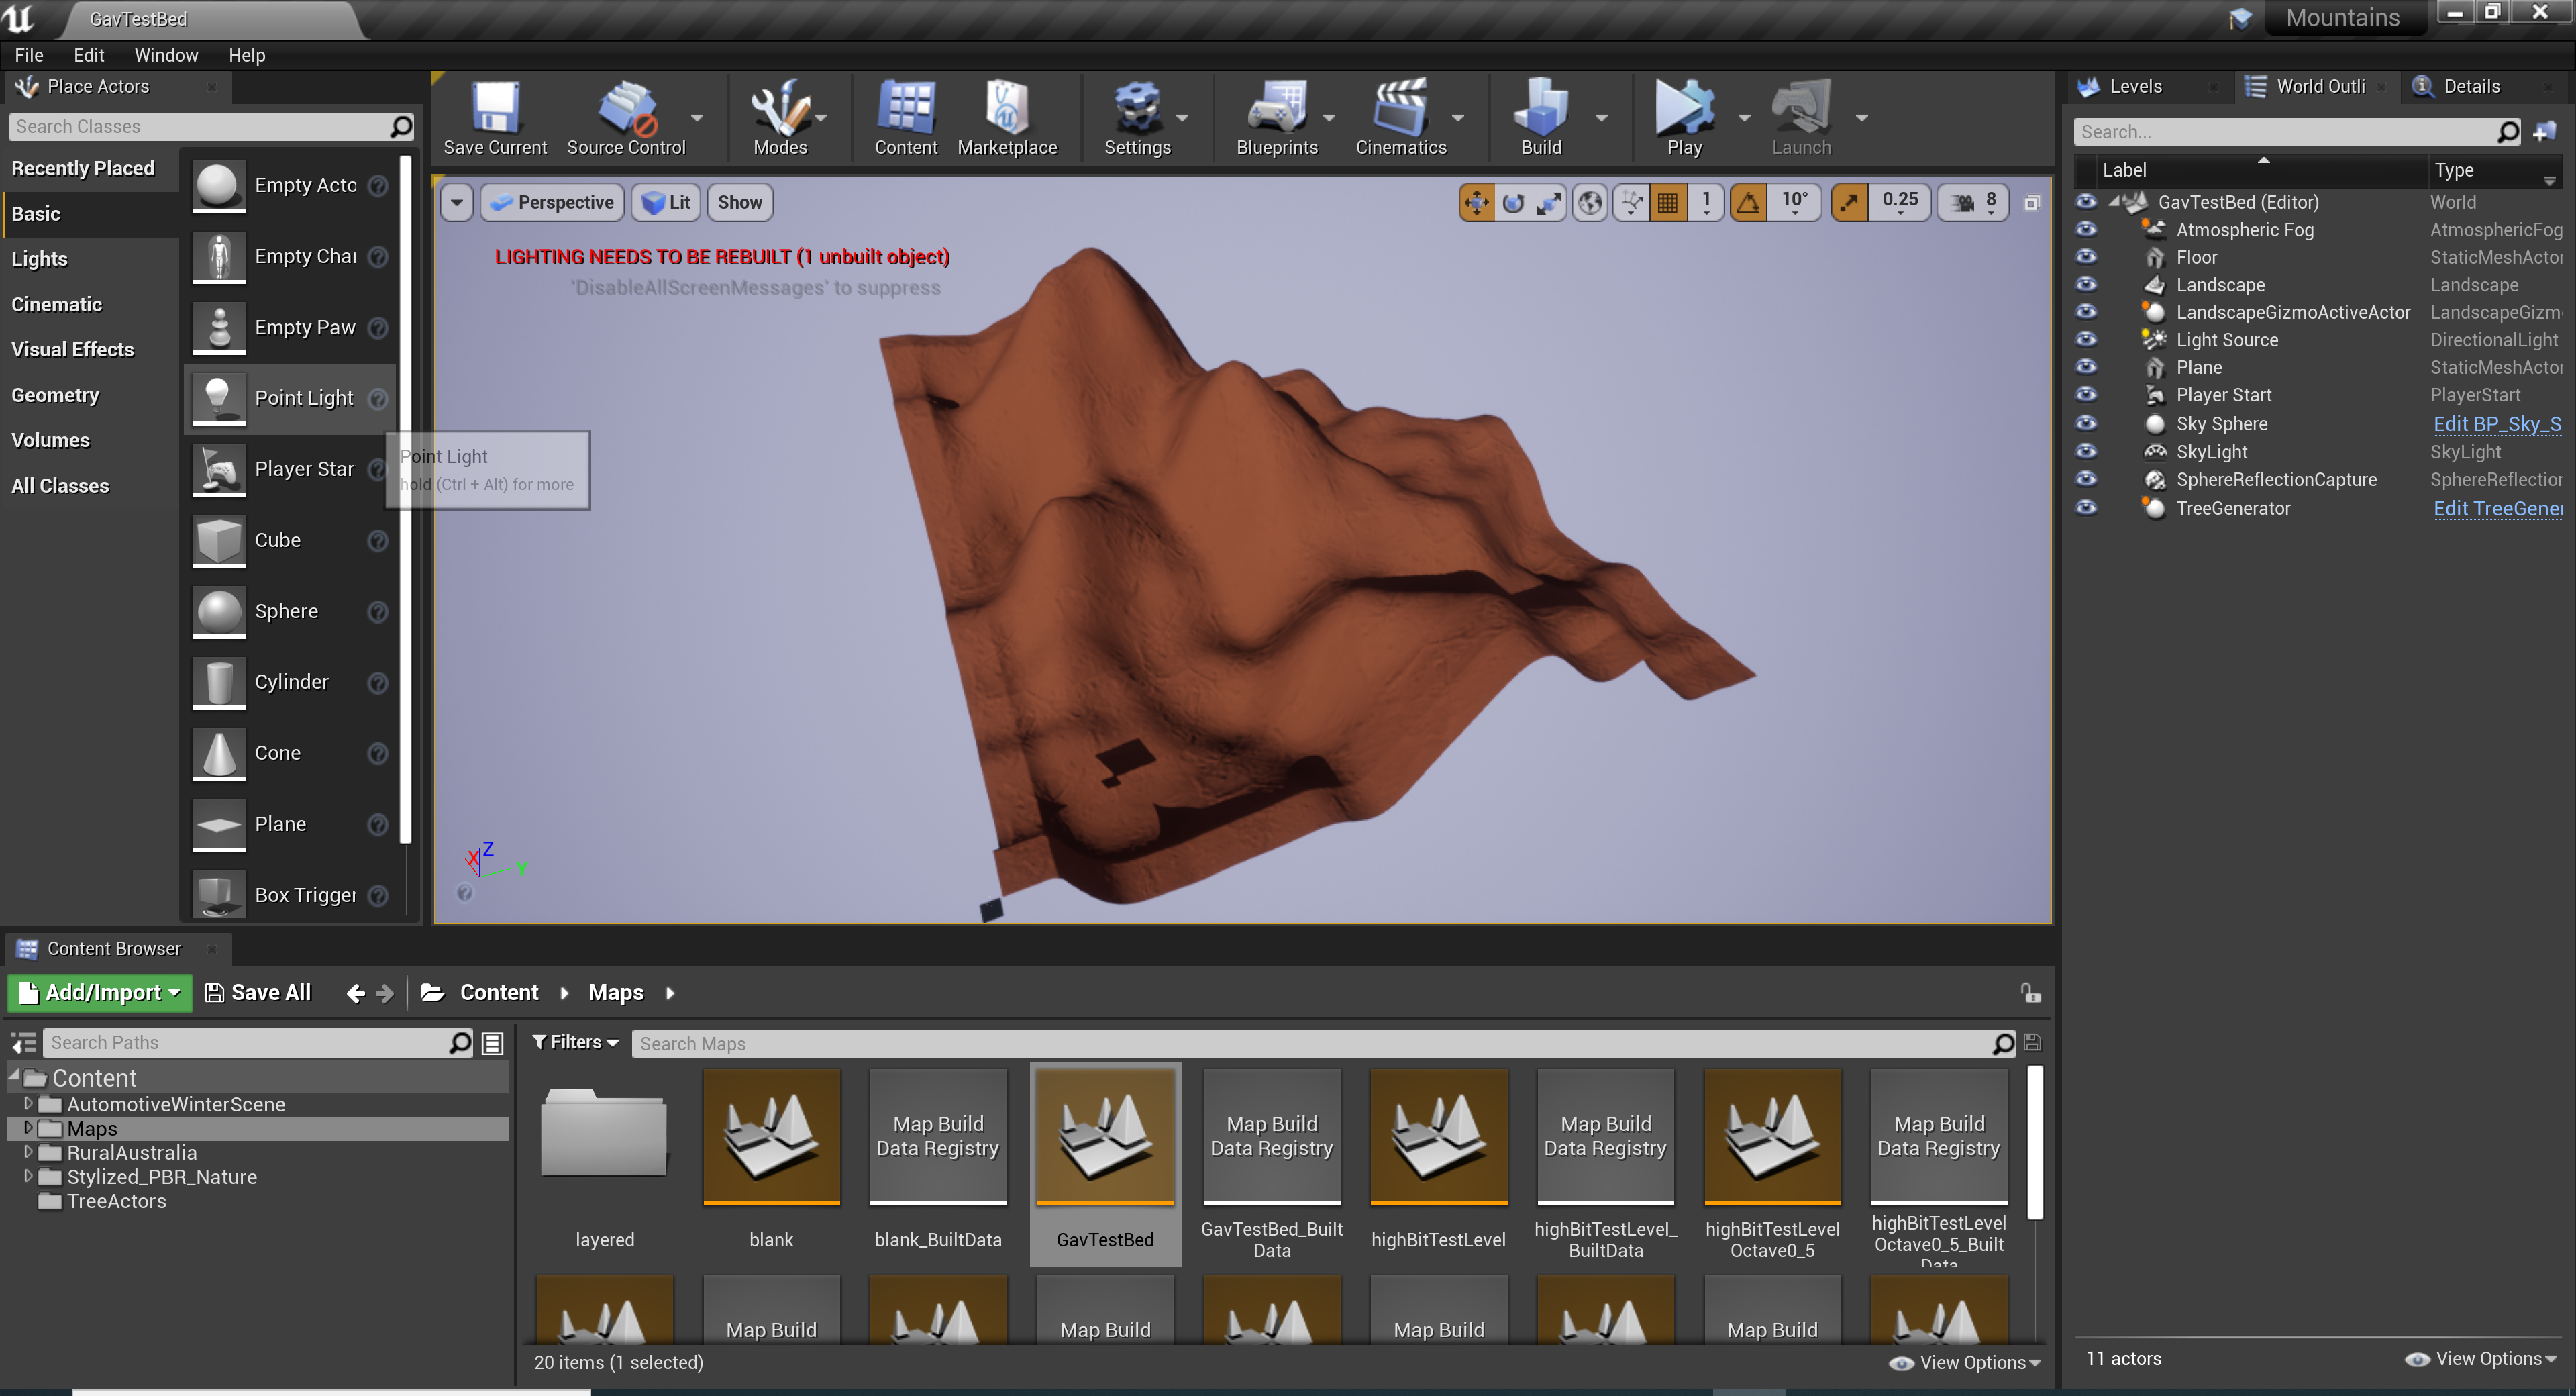 GavTestBed
Mountains
File Edit Window Help
Place Actors
Search Classes
Recently Placed
Basic
Lights
Cinematic
Visual Effects
Geometry
Volumes
All Classes
Empty Acto
Empty Char
Empty Paw
Point Light
Player Star
Cube
Sphere
Cylinder
Cone
Plane
Box Trigger
Point Light
hold (Ctrl + Alt) for more
Save Current Source Control Modes Content Marketplace Settings Blueprints Cinematics Build Play Launch
Perspective Lit Show
1 10° 0.25 8
LIGHTING NEEDS TO BE REBUILT (1 unbuilt object)
'DisableAllScreenMessages' to suppress
X Z Y
Levels World Outli Details
Search...
Label Type
GavTestBed (Editor) World
Atmospheric Fog AtmosphericFog
Floor StaticMeshActor
Landscape Landscape
LandscapeGizmoActiveActor LandscapeGizm
Light Source DirectionalLight
Plane StaticMeshActor
Player Start PlayerStart
Sky Sphere Edit BP_Sky_S
SkyLight SkyLight
SphereReflectionCapture SphereReflection
TreeGenerator Edit TreeGener
11 actors View Options
Content Browser
Add/Import Save All Content Maps
Search Paths
Content
AutomotiveWinterScene
Maps
RuralAustralia
Stylized_PBR_Nature
TreeActors
Filters Search Maps
Map Build
Data Registry
Map Build
Data Registry
Map Build
Data Registry
Map Build
Data Registry
layered
blank
blank_BuiltData
GavTestBed
GavTestBed_Built
Data
highBitTestLevel
highBitTestLevel_
BuiltData
highBitTestLevel
Octave0_5
highBitTestLevel
Octave0_5_Built
Data
Map Build
Map Build
Map Build
Map Build
20 items (1 selected) View Options